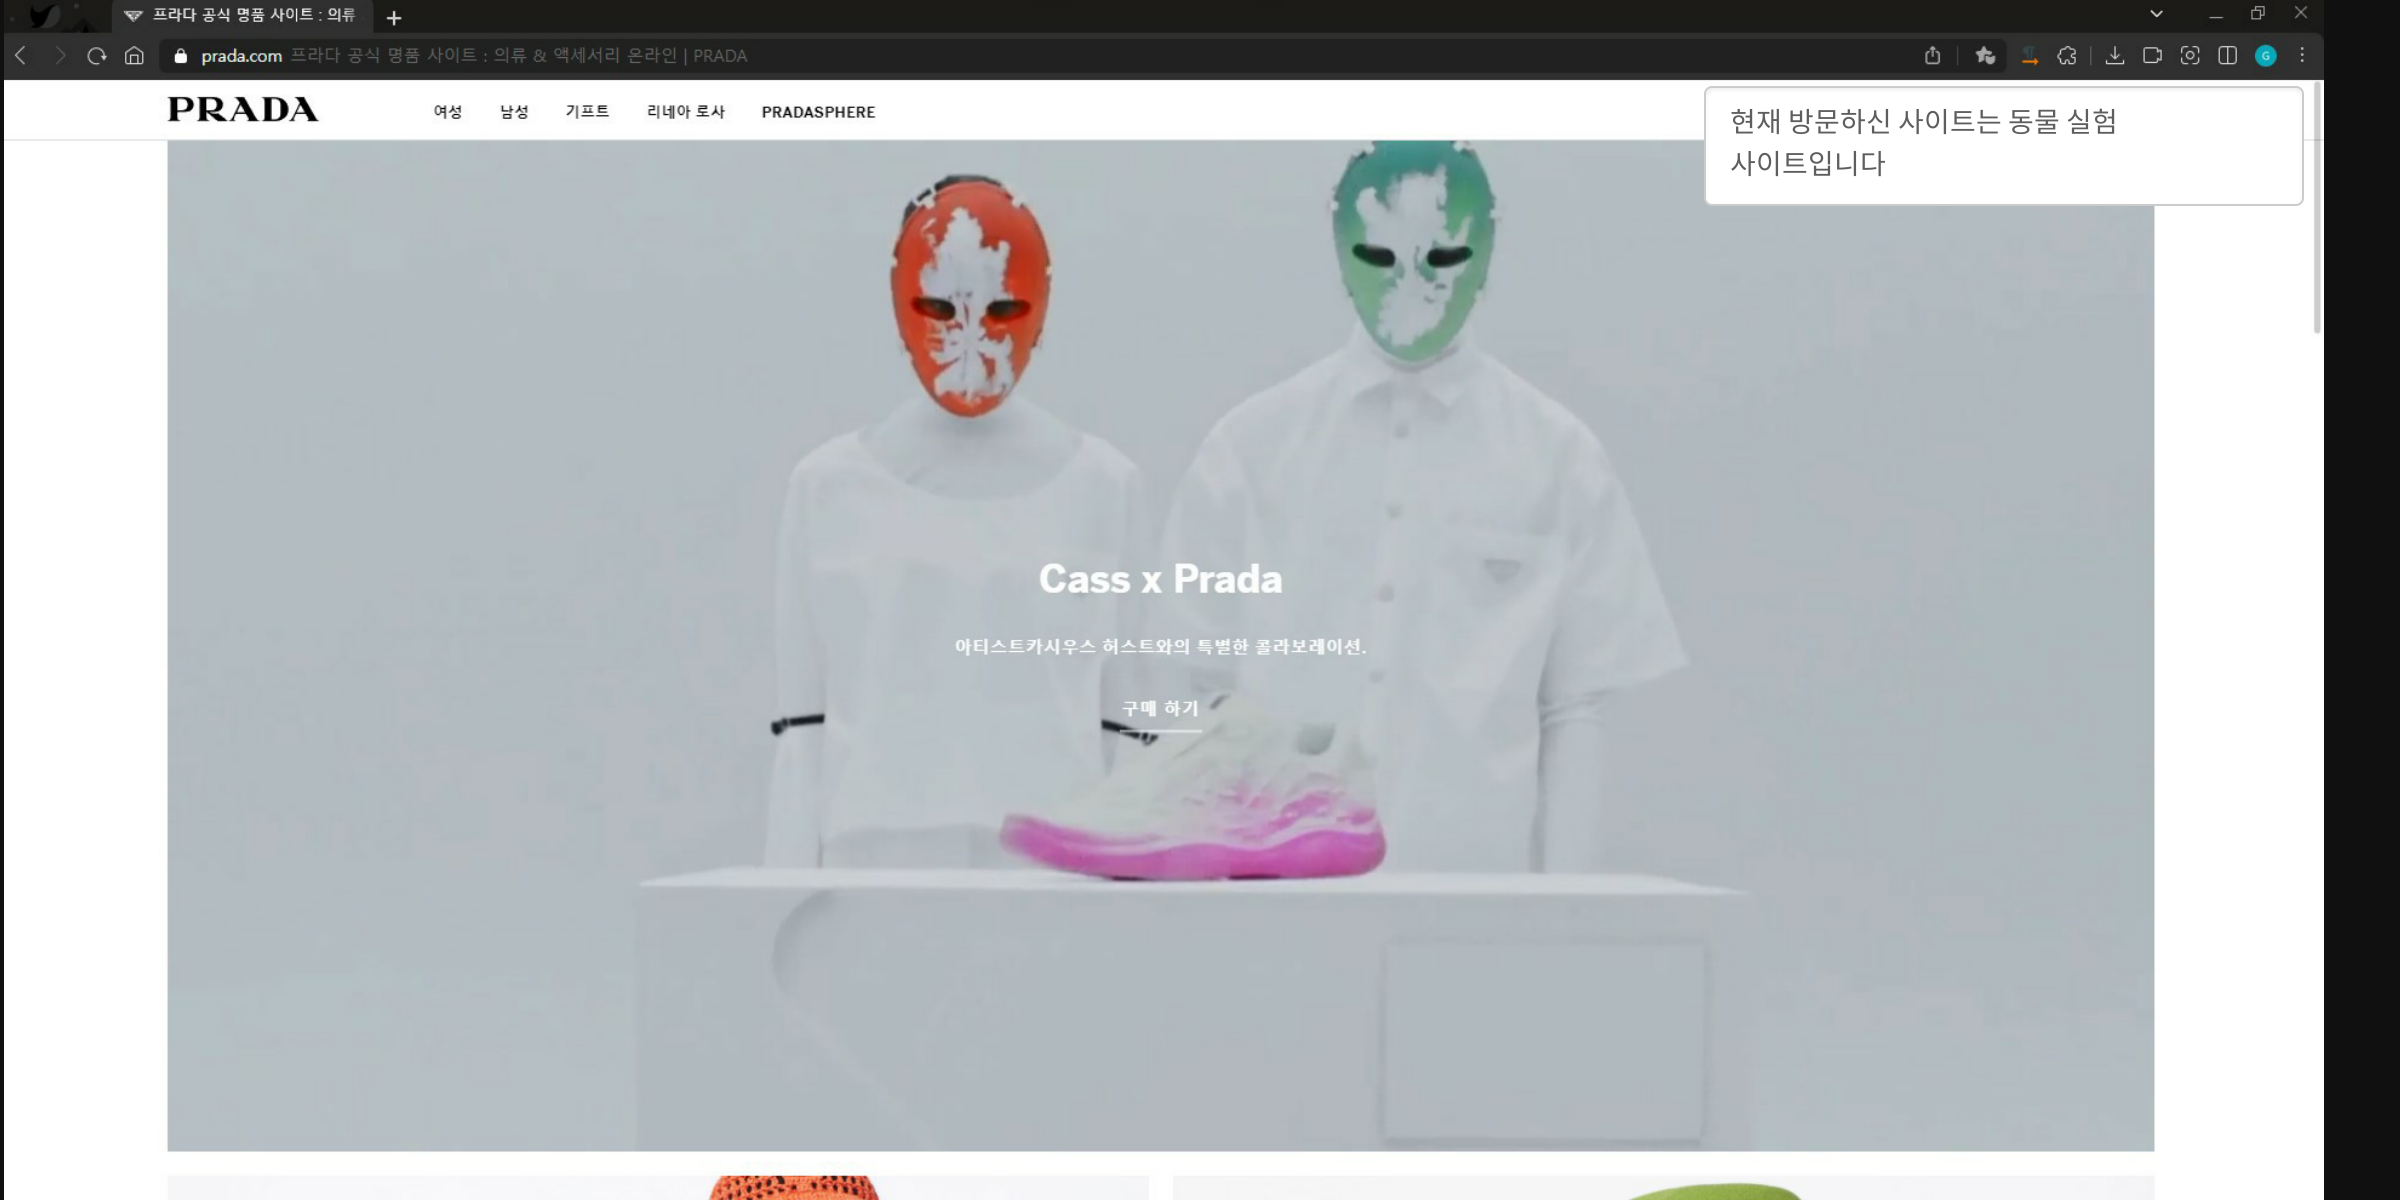 프라다 공식 명품 사이트 : 의류
prada.com 프라다 공식 명품 사이트 : 의류 & 액세서리 온라인 | PRADA
G
PRADA
여성 남성 기프트 리네아 로사 PRADASPHERE
현재 방문하신 사이트는 동물 실험
사이트입니다
Cass x Prada
아티스트카시우스 허스트와의 특별한 콜라보레이션.
구매 하기